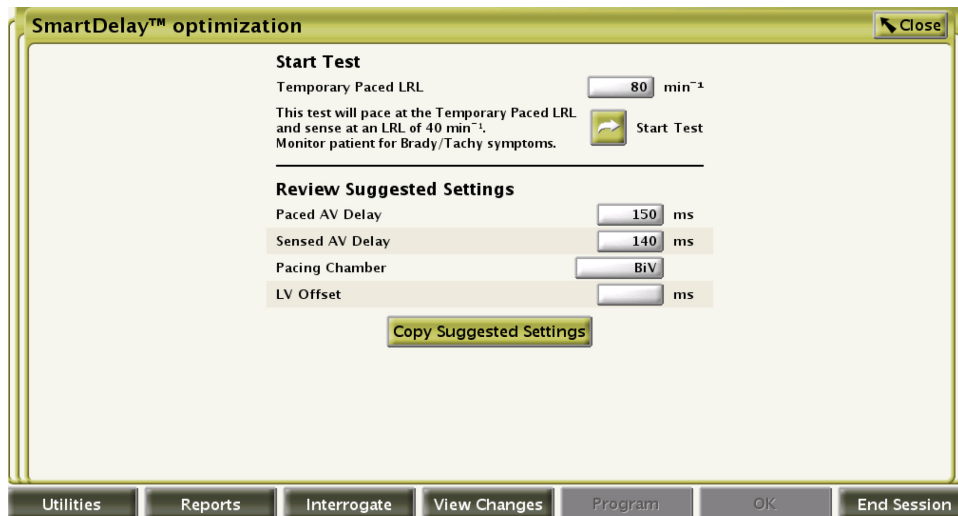 SmartDelay™ optimization
Close
Start Test
Temporary Paced LRL 80 min⁻¹
This test will pace at the Temporary Paced LRL
and sense at an LRL of 40 min⁻¹.
Monitor patient for Brady/Tachy symptoms.
Start Test
Review Suggested Settings
Paced AV Delay 150 ms
Sensed AV Delay 140 ms
Pacing Chamber BiV
LV Offset ms
Copy Suggested Settings
Utilities Reports Interrogate View Changes Program OK End Session